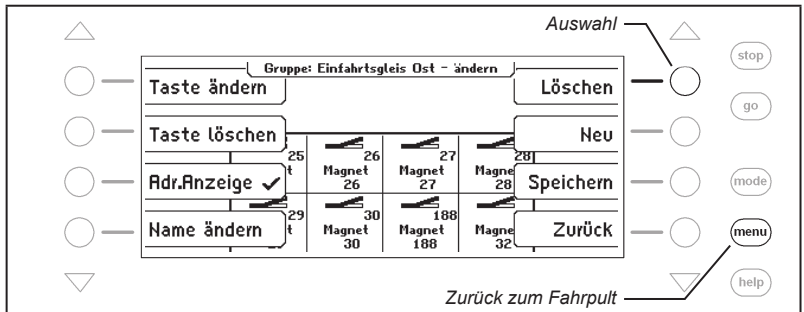 Auswahl
stop
Gruppe: Einfahrtsgleis Ost - ändern
Taste ändern
Löschen
go
Taste löschen
Neu
25 26 27 28
Magnet Magnet
26 27 28
Adr.Anzeige ✓
Speichern
mode
29 30 188
Magnet Magnet
30 188 32
Name ändern
Zurück
menu
help
Zurück zum Fahrpult